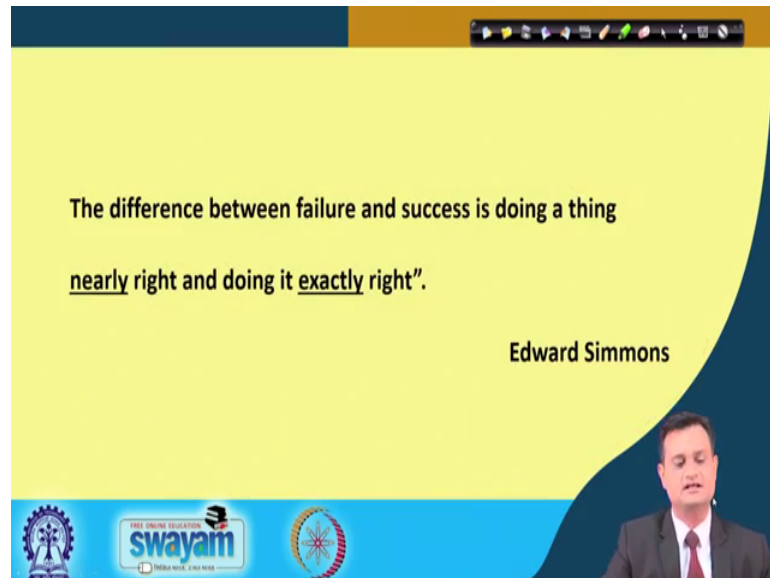 The difference between failure and success is doing a thing
nearly right and doing it exactly right”.
Edward Simmons
FREE ONLINE EDUCATION
swayam